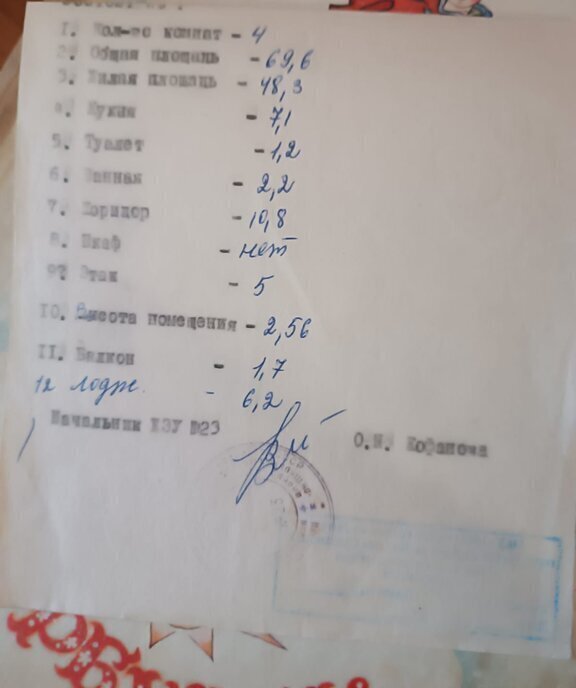 1. Кол-во комнат - 4
2. Общая площадь - 69,6
3. Жилая площадь - 48,3
4. Кухня - 7,1
5. Туалет - 1,2
6. Ванная - 2,2
7. Коридор - 10,8
8. Шкаф - нет
9. Этаж - 5
10. Высота помещения - 2,56
11. Балкон - 1,7
12 лодж. - 6,2
Начальник №23 О.И. Кофанова